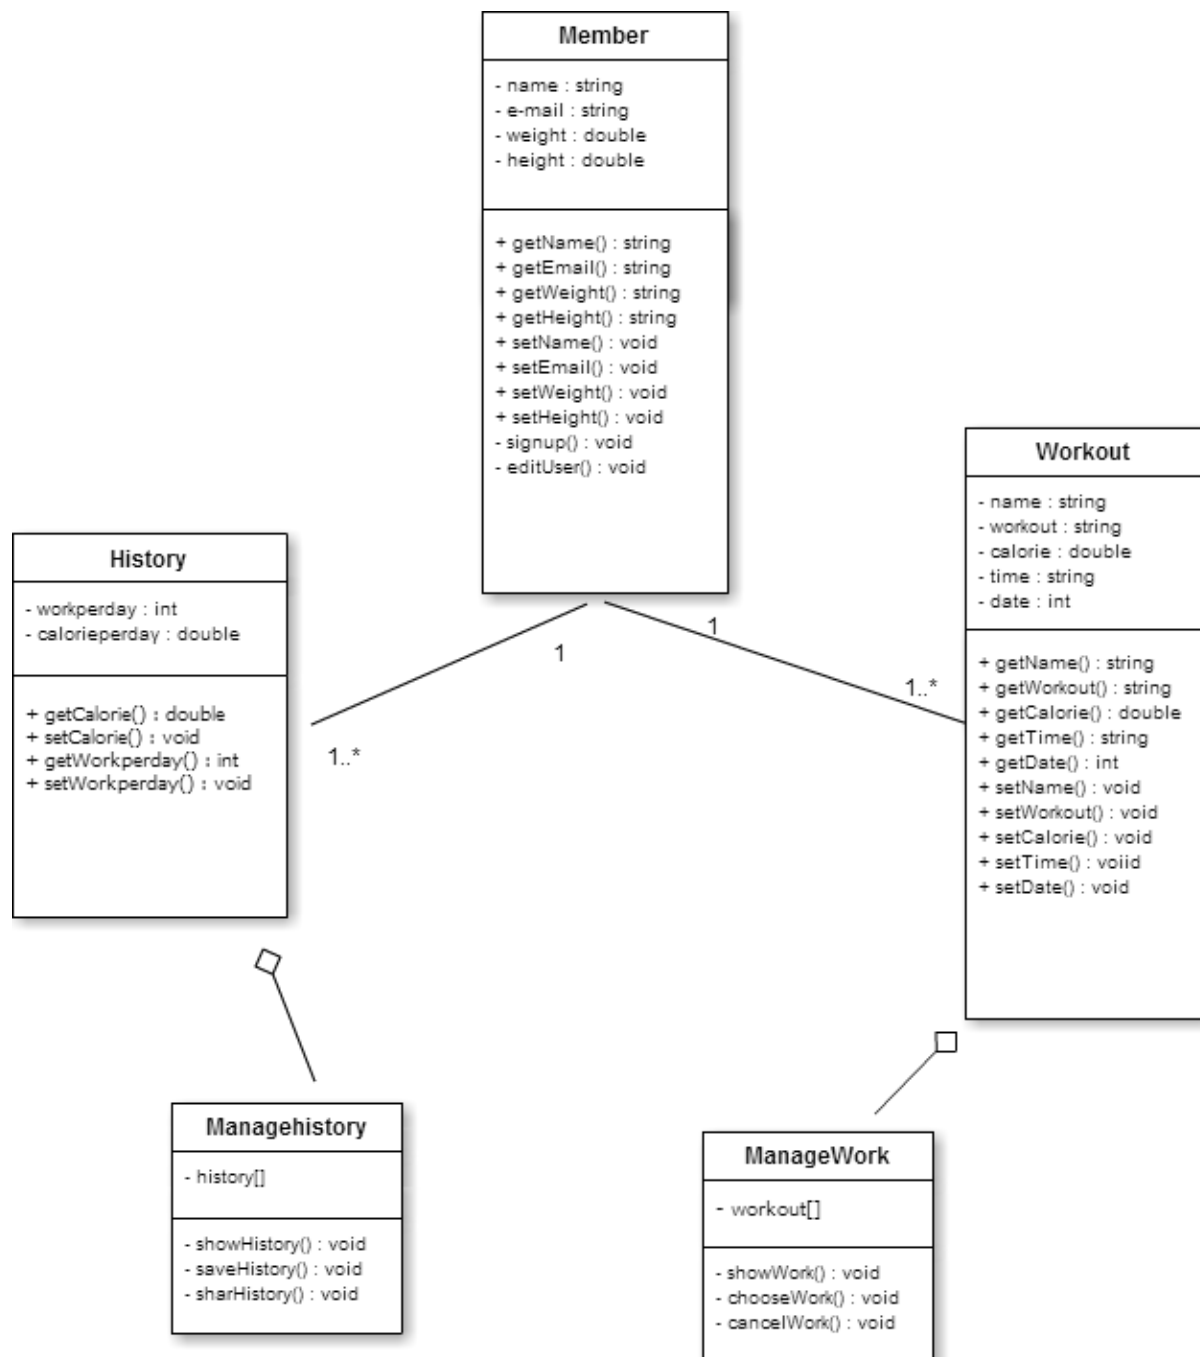 Member
- name : string
- e-mail : string
- weight : double
- height : double
+ getName() : string
+ getEmail() : string
+ getWeight() : string
+ getHeight() : string
+ setName() : void
+ setEmail() : void
+ setWeight() : void
+ setHeight() : void
- signup() : void
- editUser() : void
1
1
1..*
1..*
History
- workperday : int
- calorieperday : double
+ getCalorie() : double
+ setCalorie() : void
+ getWorkperday() : int
+ setWorkperday() : void
Workout
- name : string
- workout : string
- calorie : double
- time : string
- date : int
+ getName() : string
+ getWorkout() : string
+ getCalorie() : double
+ getTime() : string
+ getDate() : int
+ setName() : void
+ setWorkout() : void
+ setCalorie() : void
+ setTime() : voiid
+ setDate() : void
Managehistory
- history[]
- showHistory() : void
- saveHistory() : void
- sharHistory() : void
ManageWork
- workout[]
- showWork() : void
- chooseWork() : void
- cancelWork() : void